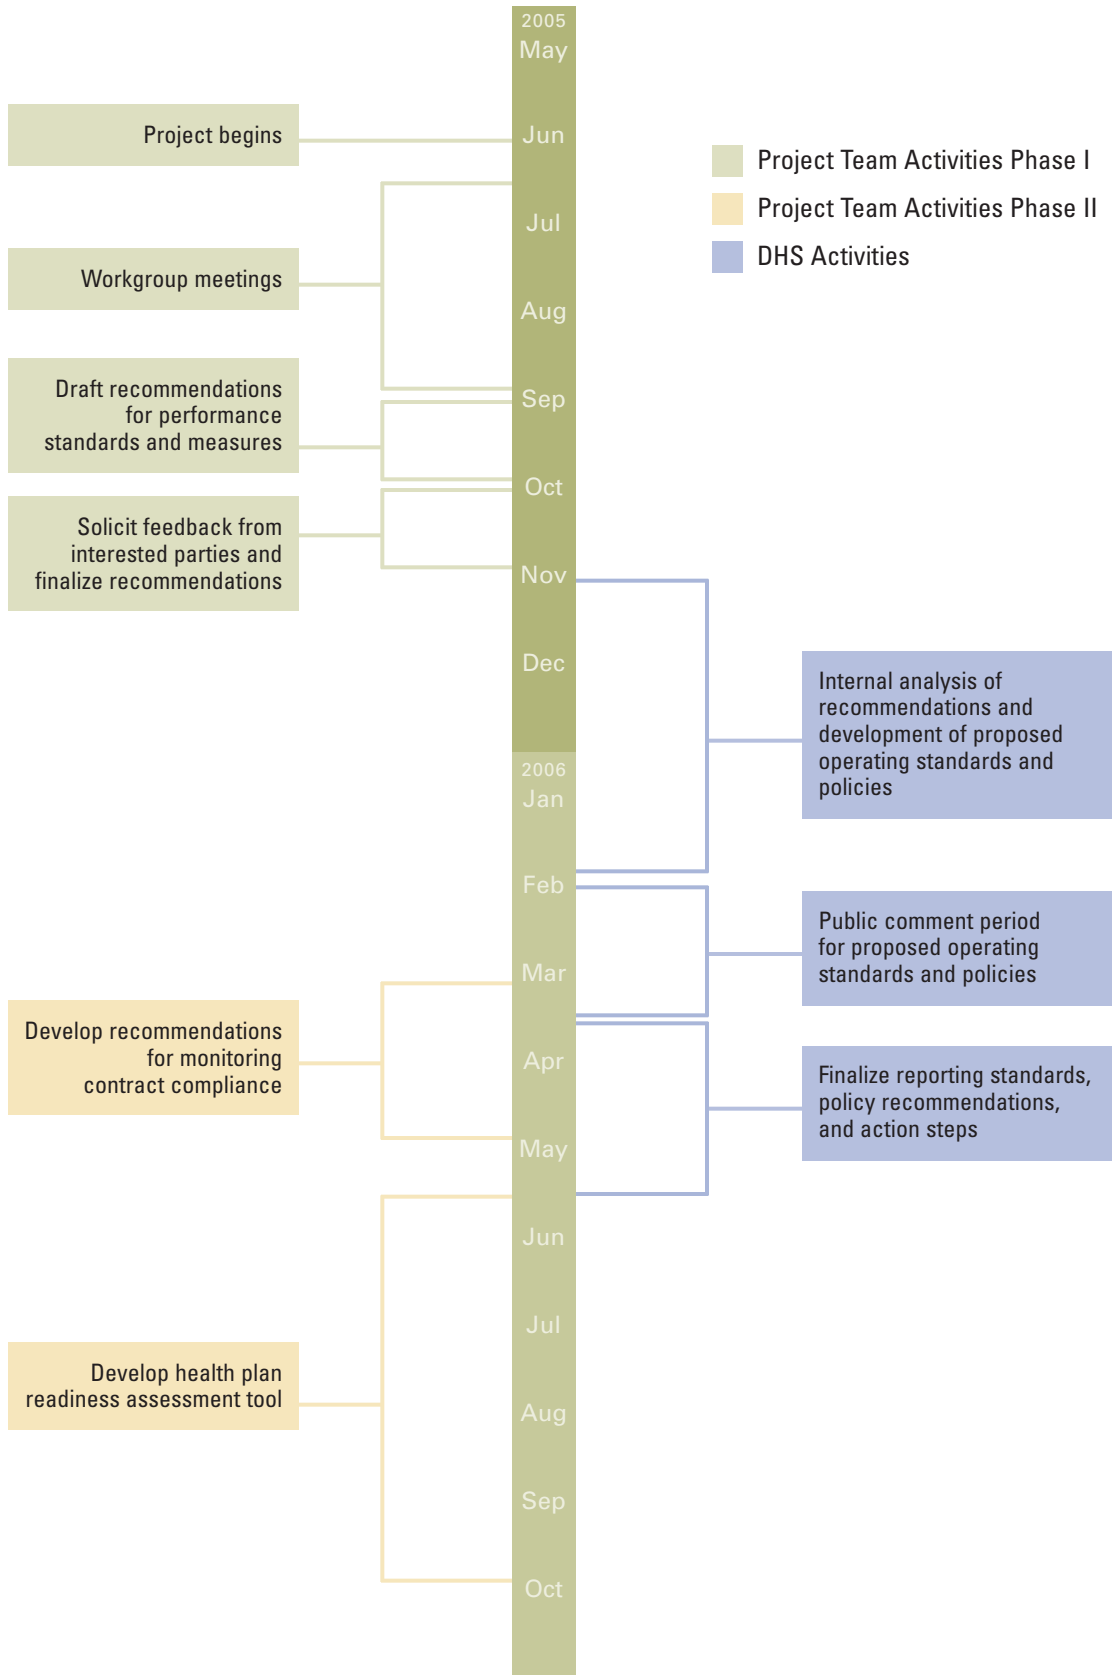 2005
May
Jun
Jul
Aug
Sep
Oct
Nov
Dec
2006
Jan
Feb
Mar
Apr
May
Jun
Jul
Aug
Sep
Oct
Project begins
Workgroup meetings
Draft recommendations
for performance
standards and measures
Solicit feedback from
interested parties and
finalize recommendations
Develop recommendations
for monitoring
contract compliance
Develop health plan
readiness assessment tool
Project Team Activities Phase I
Project Team Activities Phase II
DHS Activities
Internal analysis of
recommendations and
development of proposed
operating standards and
policies
Public comment period
for proposed operating
standards and policies
Finalize reporting standards,
policy recommendations,
and action steps